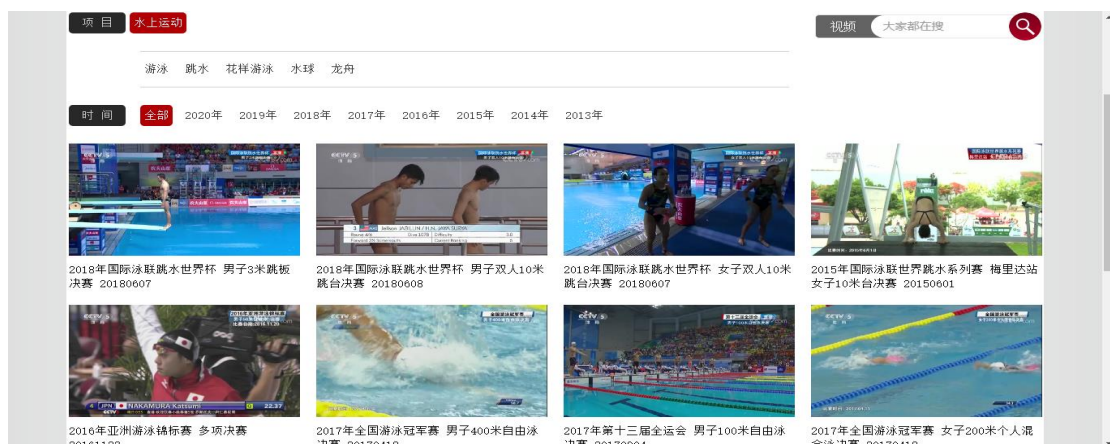 项 目 水上运动
视频 大家都在搜
游泳 跳水 花样游泳 水球 龙舟
时 间 全部 2020年 2019年 2018年 2017年 2016年 2015年 2014年 2013年
2018年国际泳联跳水世界杯 男子3米跳板
决赛 20180607
2018年国际泳联跳水世界杯 男子双人10米
跳台决赛 20180608
2018年国际泳联跳水世界杯 女子双人10米
跳台决赛 20180607
2015年国际泳联世界跳水系列赛 梅里达站
女子10米台决赛 20150601
4 JPN NAKAMURA Katsumi 6 22.37
2016年亚洲游泳锦标赛 多项决赛
2017年全国游泳冠军赛 男子400米自由泳
2017年第十三届全运会 男子100米自由泳
2017年全国游泳冠军赛 女子200米个人混